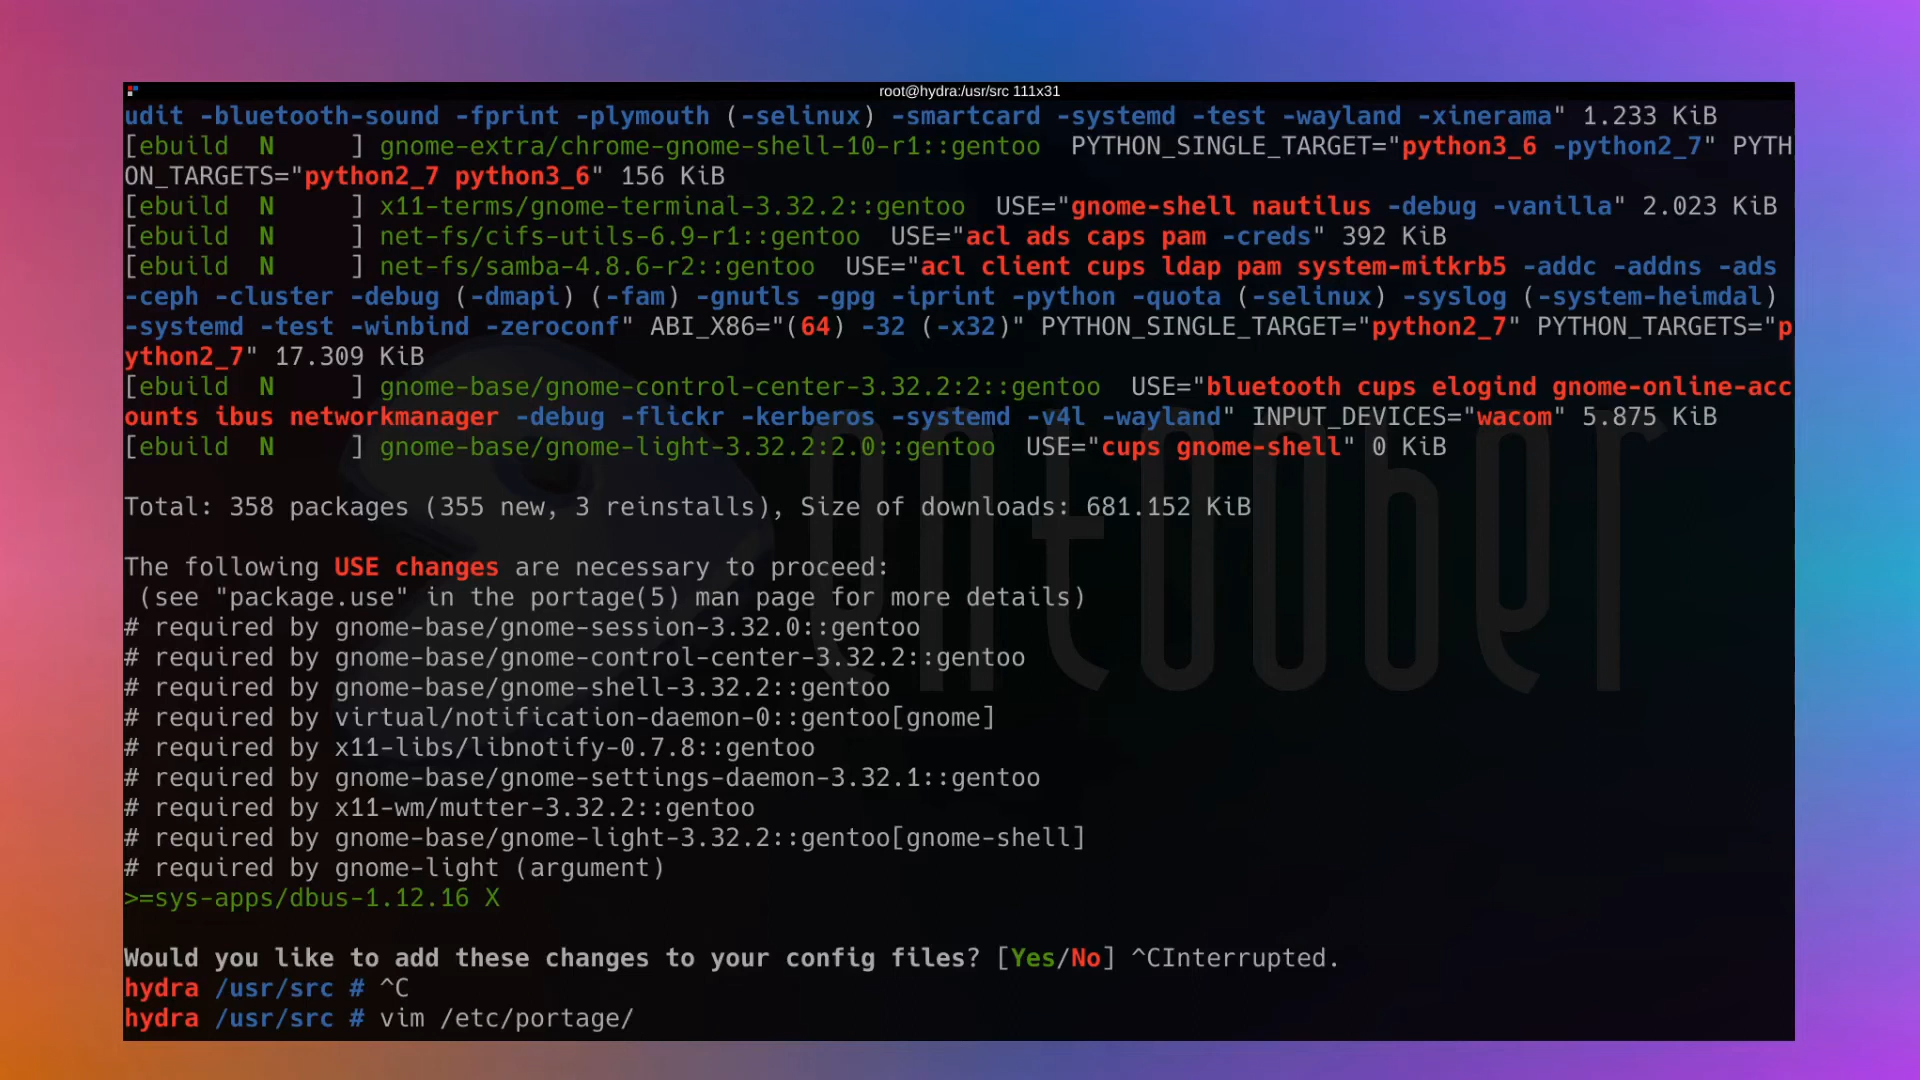 root@hydra:/usr/src 111x31
udit -bluetooth-sound -fprint -plymouth (-selinux) -smartcard -systemd -test -wayland -xinerama" 1.233 KiB
[ebuild  N     ] gnome-extra/chrome-gnome-shell-10-r1::gentoo  PYTHON_SINGLE_TARGET="python3_6 -python2_7" PYTH
ON_TARGETS="python2_7 python3_6" 156 KiB
[ebuild  N     ] x11-terms/gnome-terminal-3.32.2::gentoo  USE="gnome-shell nautilus -debug -vanilla" 2.023 KiB
[ebuild  N     ] net-fs/cifs-utils-6.9-r1::gentoo  USE="acl ads caps pam -creds" 392 KiB
[ebuild  N     ] net-fs/samba-4.8.6-r2::gentoo  USE="acl client cups ldap pam system-mitkrb5 -addc -addns -ads
-ceph -cluster -debug (-dmapi) (-fam) -gnutls -gpg -iprint -python -quota (-selinux) -syslog (-system-heimdal)
-systemd -test -winbind -zeroconf" ABI_X86="(64) -32 (-x32)" PYTHON_SINGLE_TARGET="python2_7" PYTHON_TARGETS="p
ython2_7" 17.309 KiB
[ebuild  N     ] gnome-base/gnome-control-center-3.32.2:2::gentoo  USE="bluetooth cups elogind gnome-online-acc
ounts ibus networkmanager -debug -flickr -kerberos -systemd -v4l -wayland" INPUT_DEVICES="wacom" 5.875 KiB
[ebuild  N     ] gnome-base/gnome-light-3.32.2:2.0::gentoo  USE="cups gnome-shell" 0 KiB
Total: 358 packages (355 new, 3 reinstalls), Size of downloads: 681.152 KiB
The following USE changes are necessary to proceed:
 (see "package.use" in the portage(5) man page for more details)
# required by gnome-base/gnome-session-3.32.0::gentoo
# required by gnome-base/gnome-control-center-3.32.2::gentoo
# required by gnome-base/gnome-shell-3.32.2::gentoo
# required by virtual/notification-daemon-0::gentoo[gnome]
# required by x11-libs/libnotify-0.7.8::gentoo
# required by gnome-base/gnome-settings-daemon-3.32.1::gentoo
# required by x11-wm/mutter-3.32.2::gentoo
# required by gnome-base/gnome-light-3.32.2::gentoo[gnome-shell]
# required by gnome-light (argument)
>=sys-apps/dbus-1.12.16 X
Would you like to add these changes to your config files? [Yes/No] ^CInterrupted.
hydra /usr/src # ^C
hydra /usr/src # vim /etc/portage/
entoober